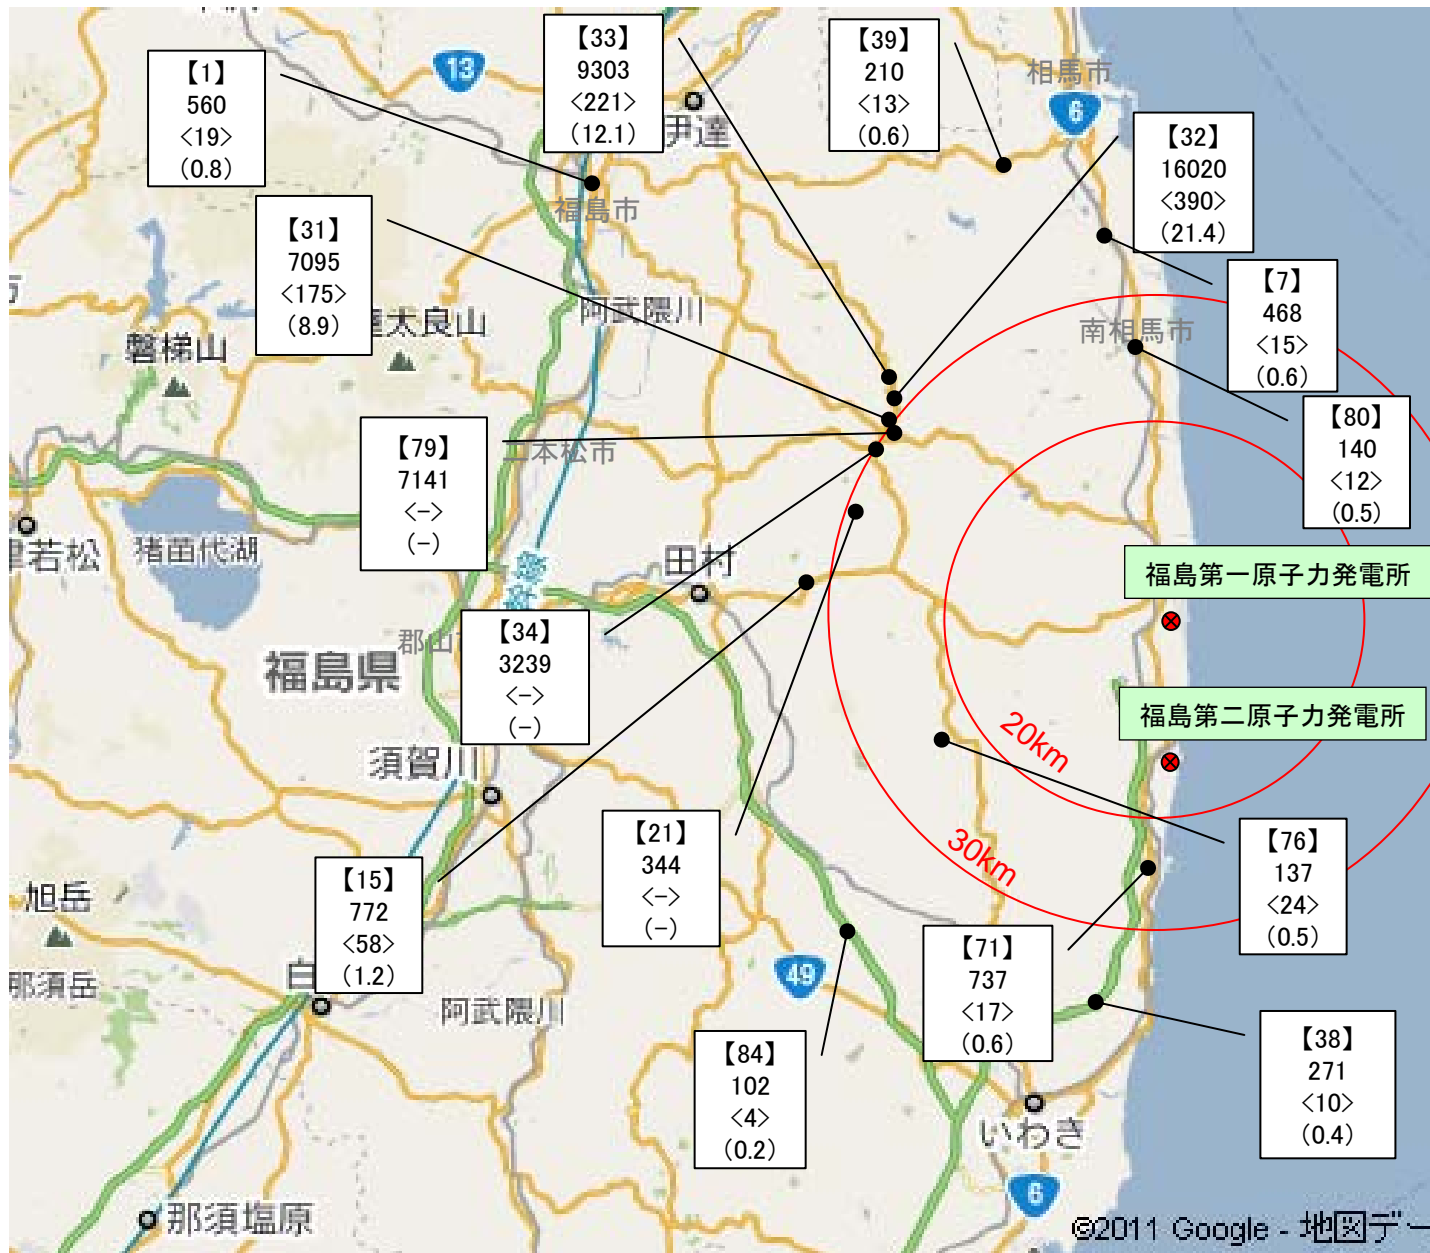 【1】
560
<19>
(0.8)
13
【33】
9303
<221>
(12.1)
伊達
【39】
210
<13>
(0.6)
相馬市
6
【32】
16020
<390>
(21.4)
福島市
【31】
7095
<175>
(8.9)
阿武隈川
太良山
磐梯山
【7】
468
<15>
(0.6)
南相馬市
【80】
140
<12>
(0.5)
【79】
7141
<->
(-)
二本松市
猪苗代湖
津若松
田村
福島第一原子力発電所
【34】
3239
<->
(-)
郡山
福島県
福島第二原子力発電所
20km
30km
須賀川
【21】
344
<->
(-)
【76】
137
<24>
(0.5)
【15】
772
<58>
(1.2)
旭岳
那須岳
白
阿武隈川
49
【71】
737
<17>
(0.6)
【84】
102
<4>
(0.2)
【38】
271
<10>
(0.4)
いわき
6
那須塩原
©2011 Google - 地図デー